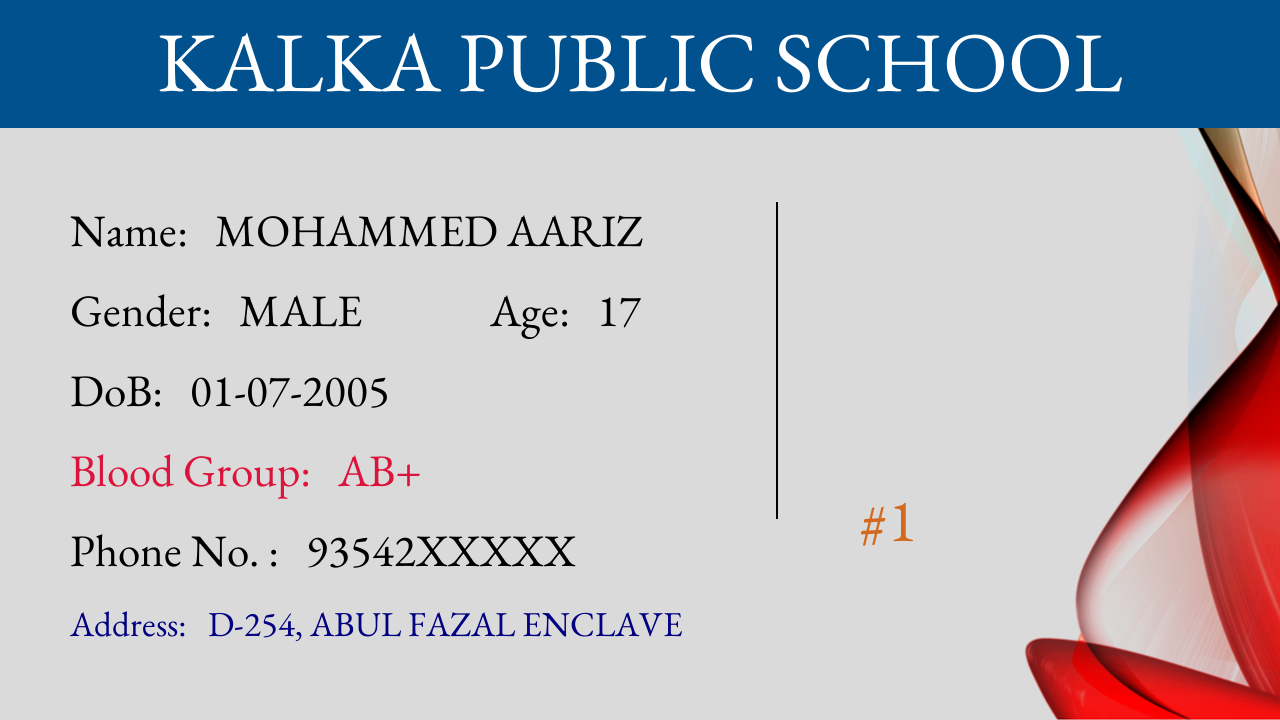 KALKA PUBLIC SCHOOL
Name: MOHAMMED AARIZ
Gender: MALE Age: 17
DoB: 01-07-2005
Blood Group: AB+
#1
Phone No. : 93542XXXXX
Address: D-254, ABUL FAZAL ENCLAVE